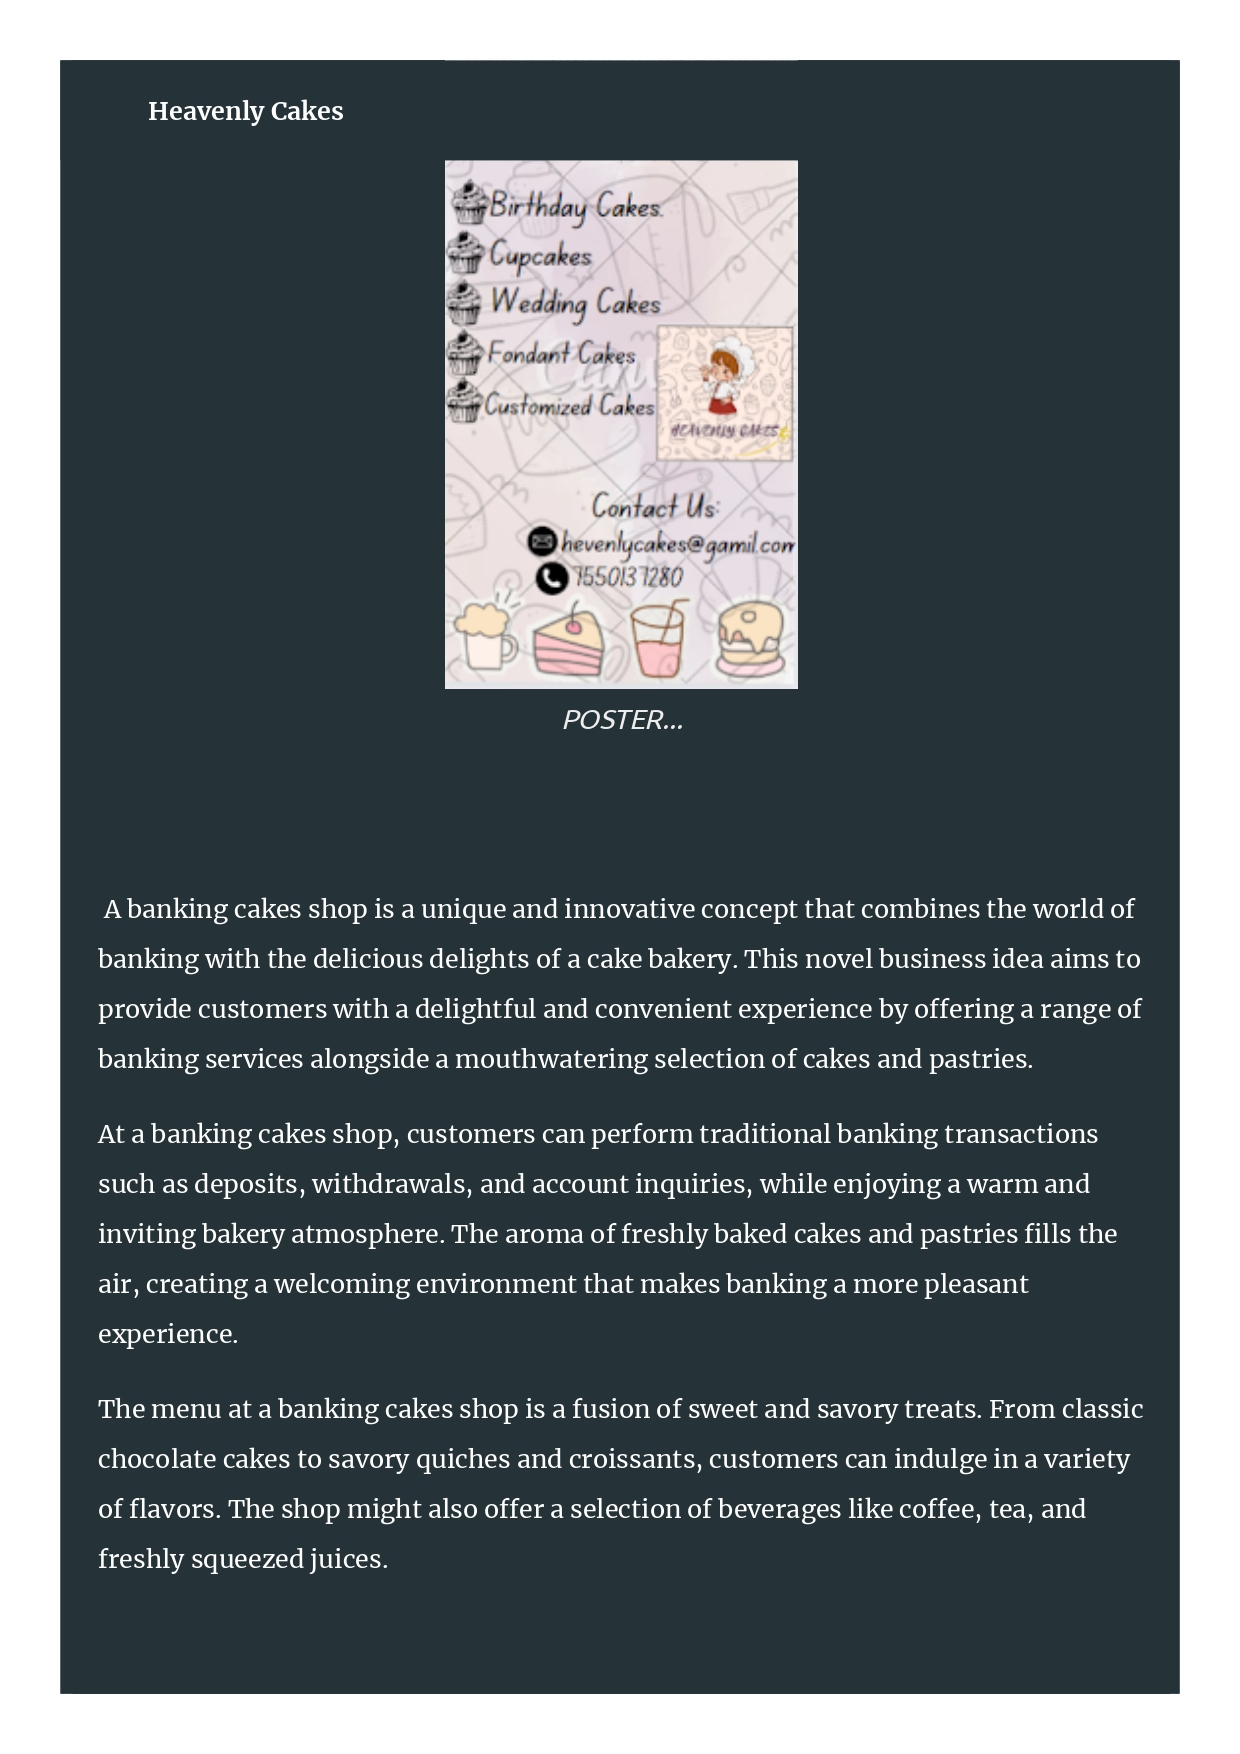 Heavenly Cakes
Birthday Cakes.
Cupcakes
Wedding Cakes
Fondant Cakes
Customized Cakes
HEAVENLY CAKES
Contact Us:
hevenlycakes@gamil.com
7550137280
POSTER...
A banking cakes shop is a unique and innovative concept that combines the world of
banking with the delicious delights of a cake bakery. This novel business idea aims to
provide customers with a delightful and convenient experience by offering a range of
banking services alongside a mouthwatering selection of cakes and pastries.
At a banking cakes shop, customers can perform traditional banking transactions
such as deposits, withdrawals, and account inquiries, while enjoying a warm and
inviting bakery atmosphere. The aroma of freshly baked cakes and pastries fills the
air, creating a welcoming environment that makes banking a more pleasant
experience.
The menu at a banking cakes shop is a fusion of sweet and savory treats. From classic
chocolate cakes to savory quiches and croissants, customers can indulge in a variety
of flavors. The shop might also offer a selection of beverages like coffee, tea, and
freshly squeezed juices.